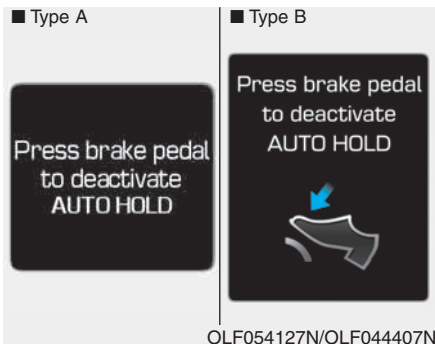 ■ Type A
Press brake pedal
to deactivate
AUTO HOLD
■ Type B
Press brake pedal
to deactivate
AUTO HOLD
OLF054127N/OLF044407N